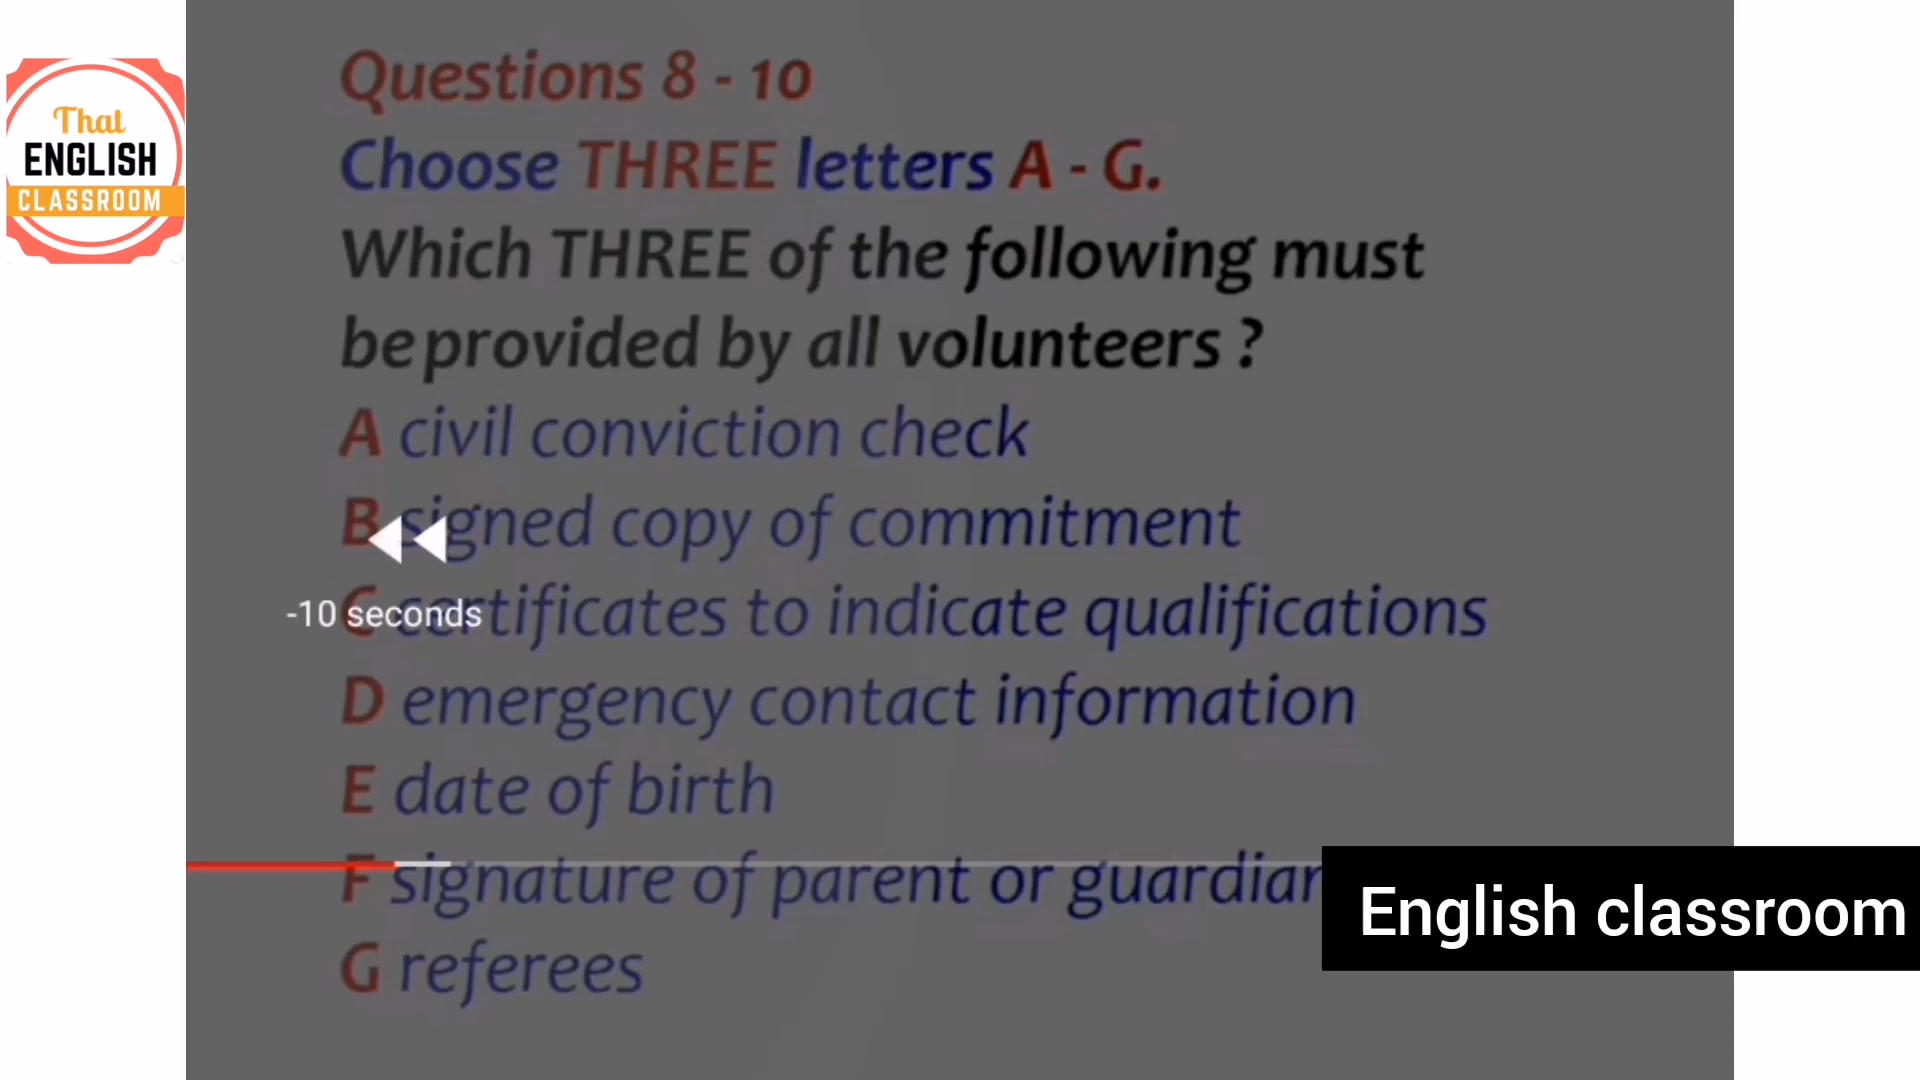 That
ENGLISH
CLASSROOM
Questions 8 - 10
Choose THREE letters A - G.
Which THREE of the following must
be provided by all volunteers ?
A civil conviction check
B signed copy of commitment
C certificates to indicate qualifications
-10 seconds
D emergency contact information
E date of birth
F signature of parent or guardian
English classroom
G referees